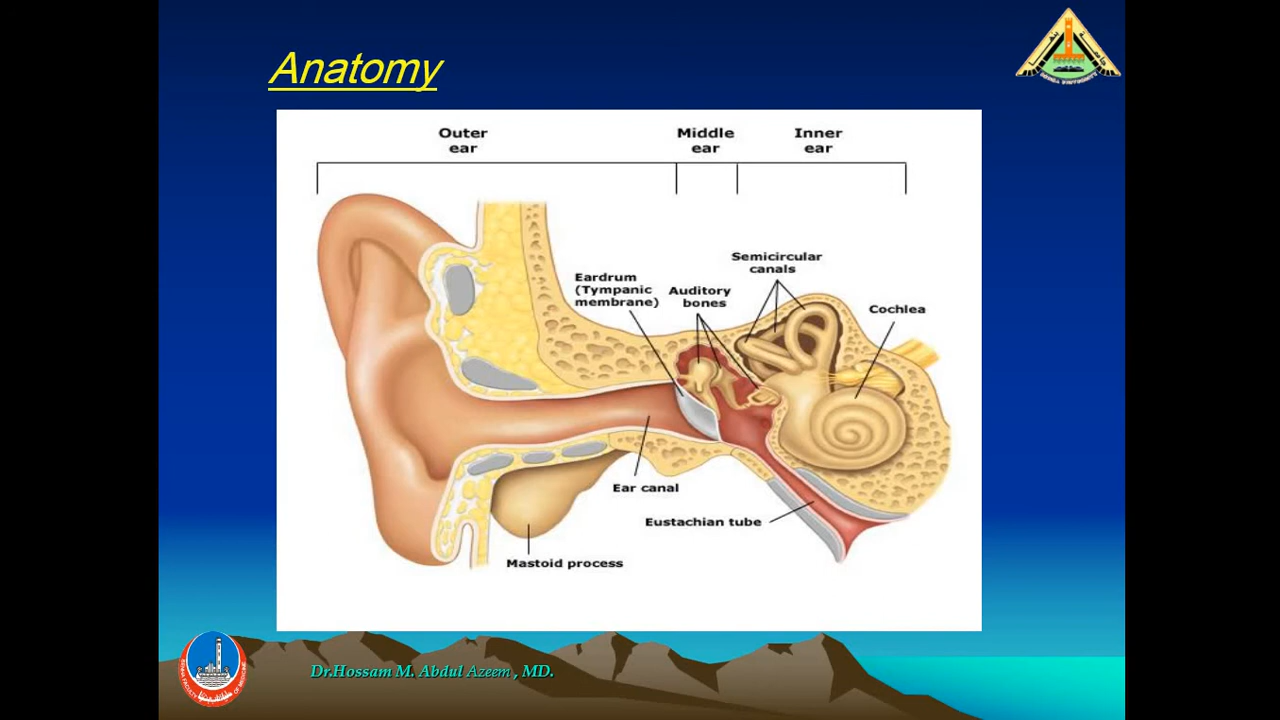 Anatomy
Outer
ear
Middle
ear
Inner
ear
Semicircular
canals
Eardrum
(Tympanic
membrane)
Auditory
bones
Cochlea
Ear canal
Eustachian tube
Mastoid process
Dr.Hossam M. Abdul Azeem , MD.